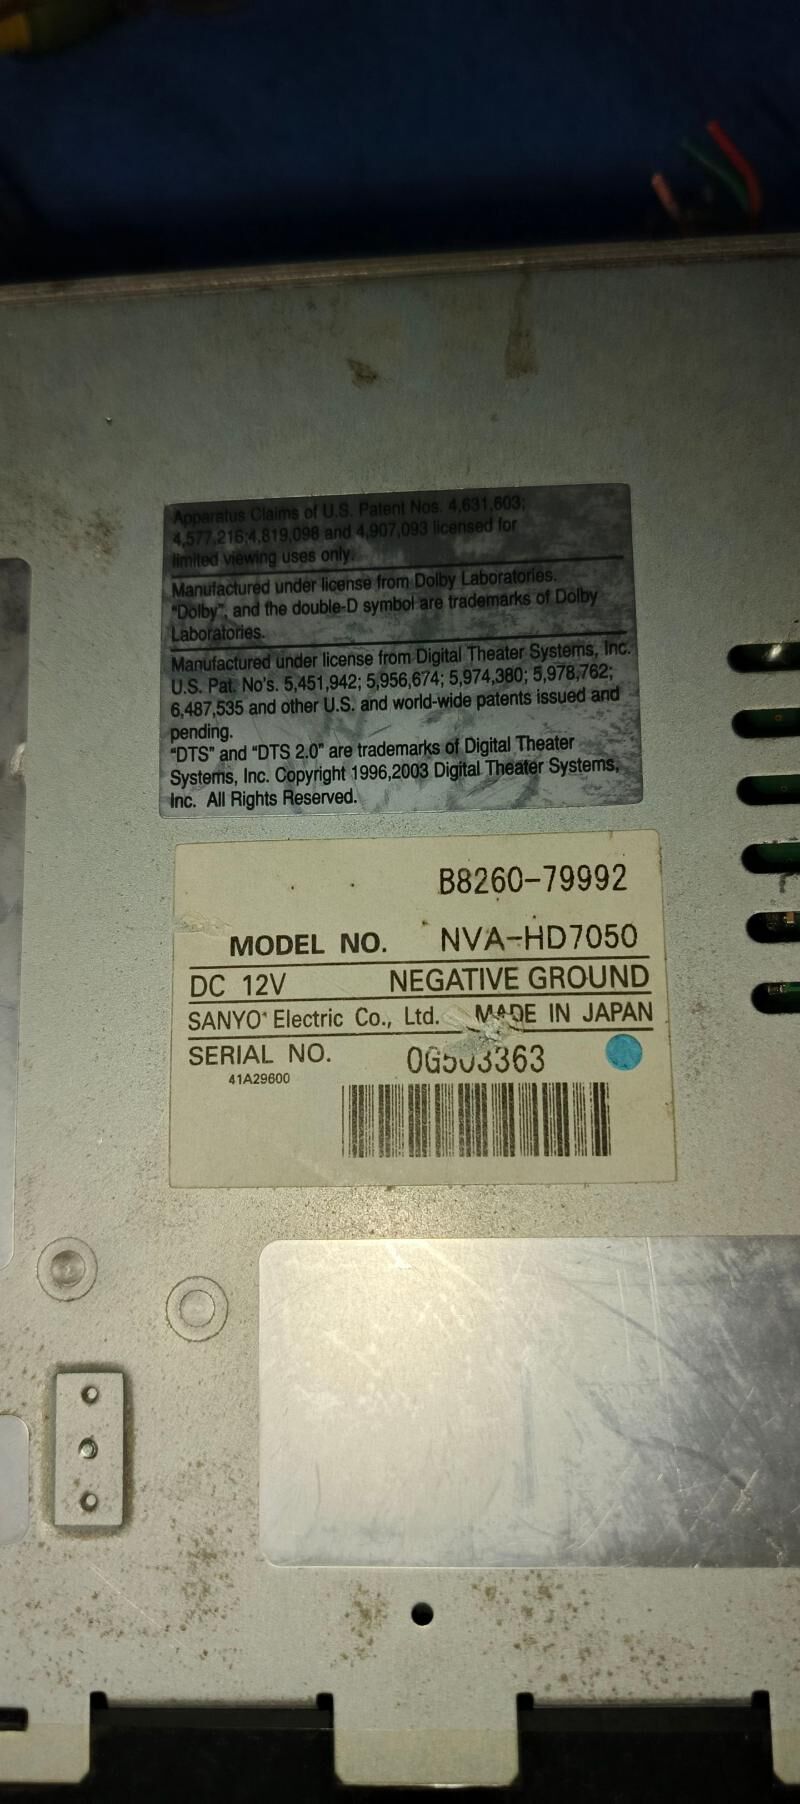 Apparatus Claims of U.S. Patent Nos. 4,631,603;
4,577,216;4,819,098 and 4,907,093 licensed for
limited viewing uses only.
Manufactured under license from Dolby Laboratories.
“Dolby”, and the double-D symbol are trademarks of Dolby
Laboratories.
Manufactured under license from Digital Theater Systems, Inc.
U.S. Pat. No's. 5,451,942; 5,956,674; 5,974,380; 5,978,762;
6,487,535 and other U.S. and world-wide patents issued and
pending.
“DTS” and “DTS 2.0” are trademarks of Digital Theater
Systems, Inc. Copyright 1996,2003 Digital Theater Systems,
Inc. All Rights Reserved.
B8260-79992
MODEL NO. NVA-HD7050
DC 12V NEGATIVE GROUND
SANYO Electric Co., Ltd. MADE IN JAPAN
SERIAL NO. 0G503363
41A29600